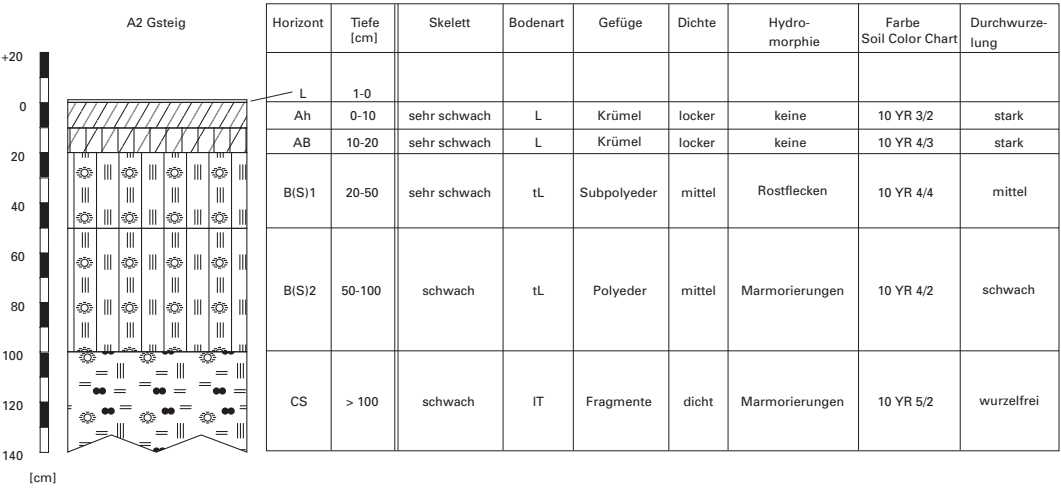 A2 Gsteig
Horizont Tiefe [cm] Skelett Bodenart Gefüge Dichte Hydro-morphie Farbe Soil Color Chart Durchwurze-lung
L 1-0
Ah 0-10 sehr schwach L Krümel locker keine 10 YR 3/2 stark
AB 10-20 sehr schwach L Krümel locker keine 10 YR 4/3 stark
B(S)1 20-50 sehr schwach tL Subpolyeder mittel Rostflecken 10 YR 4/4 mittel
B(S)2 50-100 schwach tL Polyeder mittel Marmorierungen 10 YR 4/2 schwach
CS > 100 schwach lT Fragmente dicht Marmorierungen 10 YR 5/2 wurzelfrei
+20
0
20
40
60
80
100
120
140
[cm]